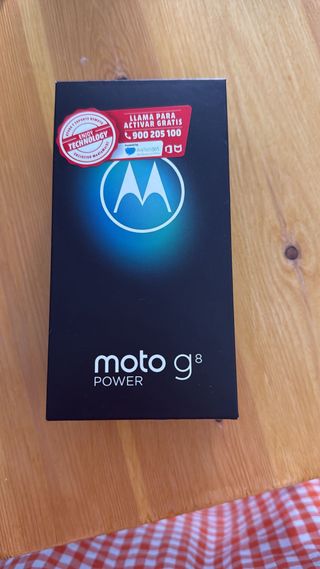 LLAMA PARA
ACTIVAR GRATIS
900 205 100
ENJOY
TECHNOLOGY
moto g8
POWER